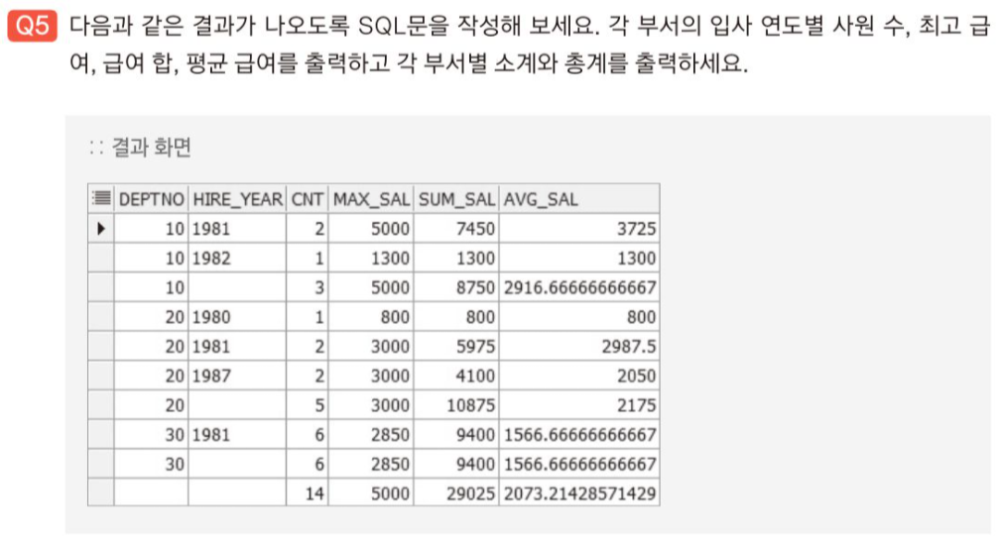 Q5 다음과 같은 결과가 나오도록 SQL문을 작성해 보세요. 각 부서의 입사 연도별 사원 수, 최고 급
여, 급여 합, 평균 급여를 출력하고 각 부서별 소계와 총계를 출력하세요.
:: 결과 화면
DEPTNO HIRE_YEAR CNT MAX_SAL SUM_SAL AVG_SAL
10 1981 2 5000 7450 3725
10 1982 1 1300 1300 1300
10 3 5000 8750 2916.66666666667
20 1980 1 800 800 800
20 1981 2 3000 5975 2987.5
20 1987 2 3000 4100 2050
20 5 3000 10875 2175
30 1981 6 2850 9400 1566.66666666667
30 6 2850 9400 1566.66666666667
14 5000 29025 2073.21428571429